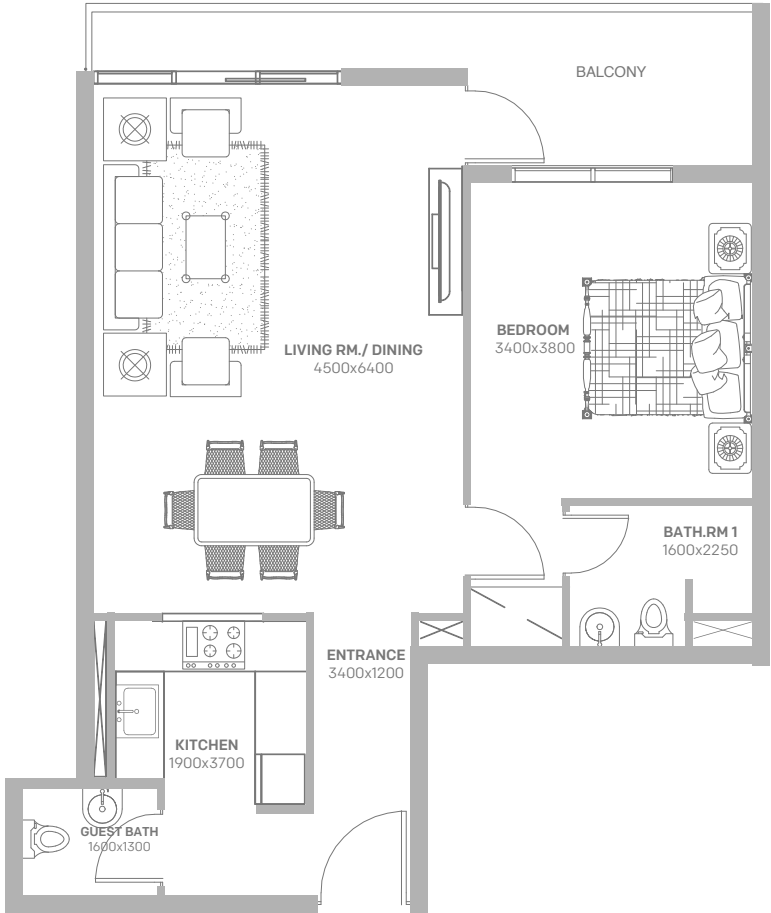 BALCONY
LIVING RM./ DINING
4500x6400
BEDROOM
3400x3800
BATH.RM 1
1600x2250
ENTRANCE
3400x1200
KITCHEN
1900x3700
GUEST BATH
1600x1300